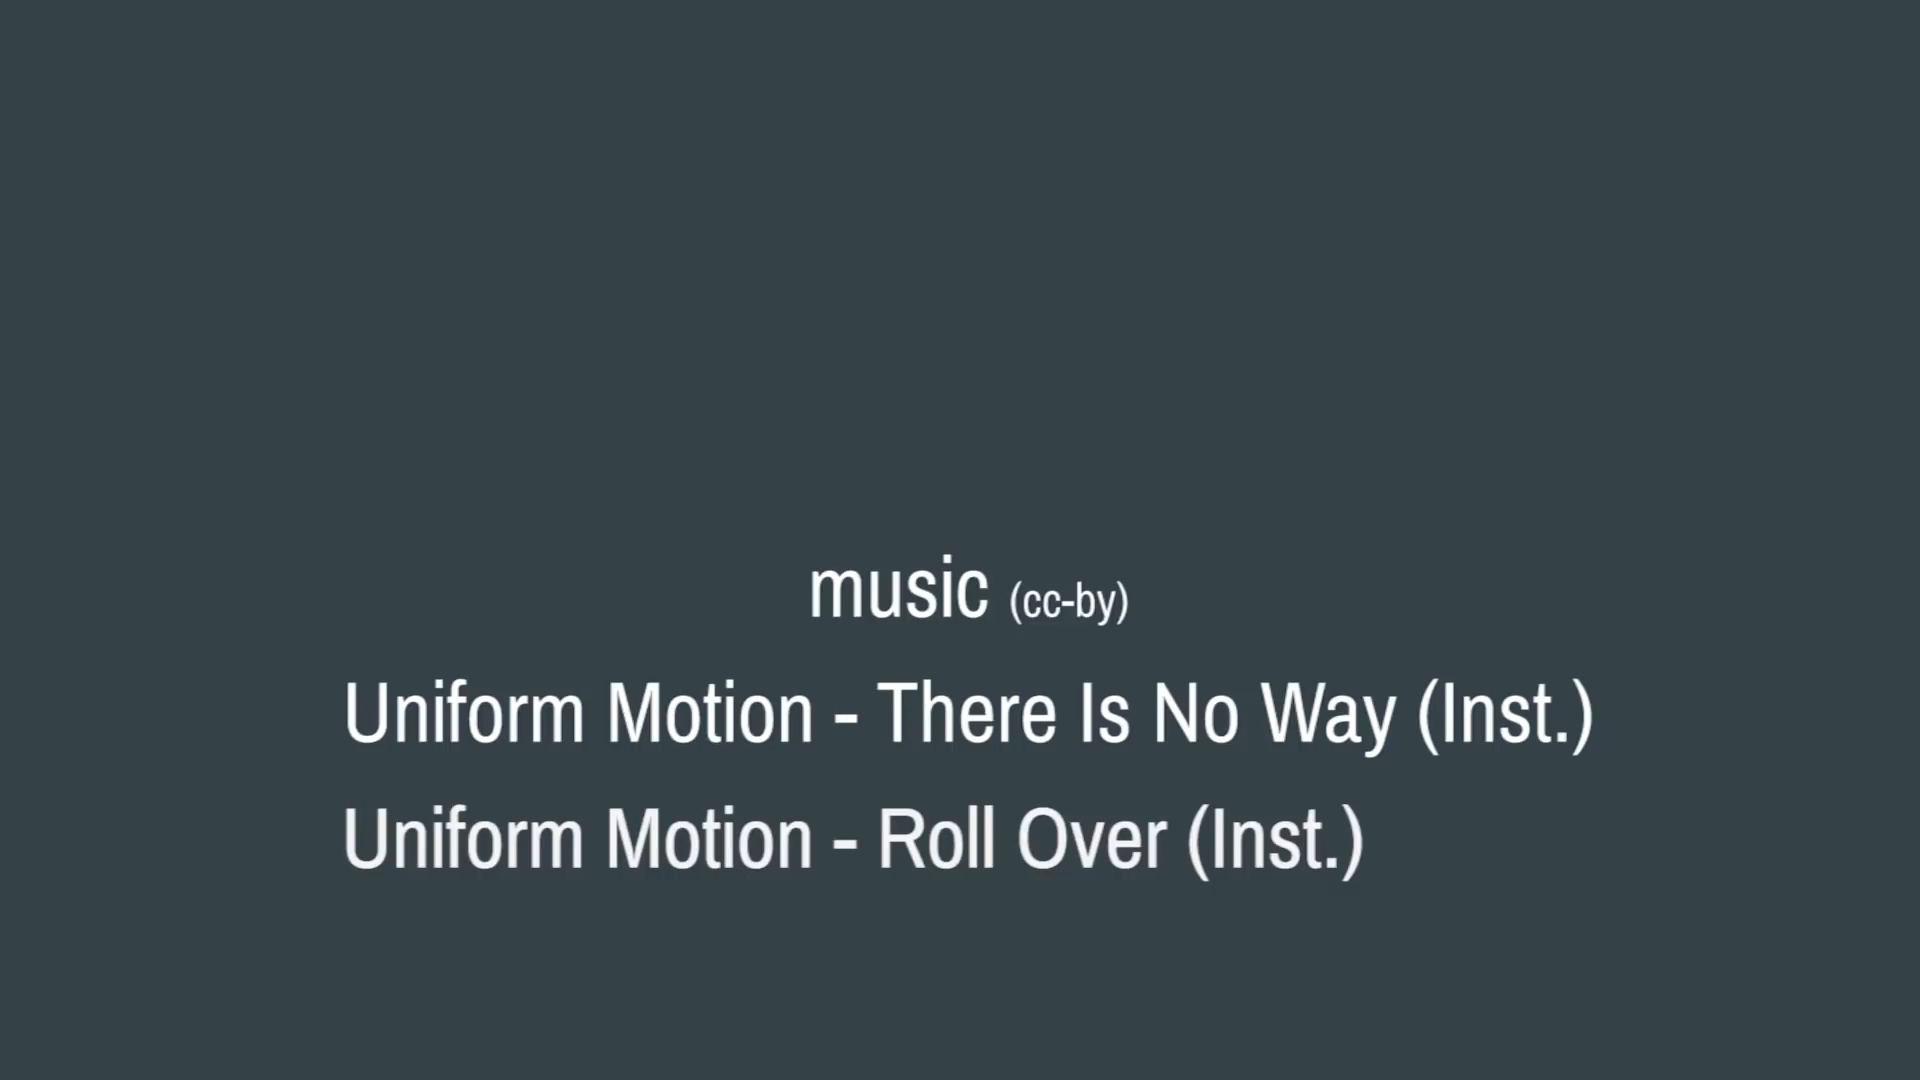 music (cc-by)
Uniform Motion - There Is No Way (Inst.)
Uniform Motion - Roll Over (Inst.)